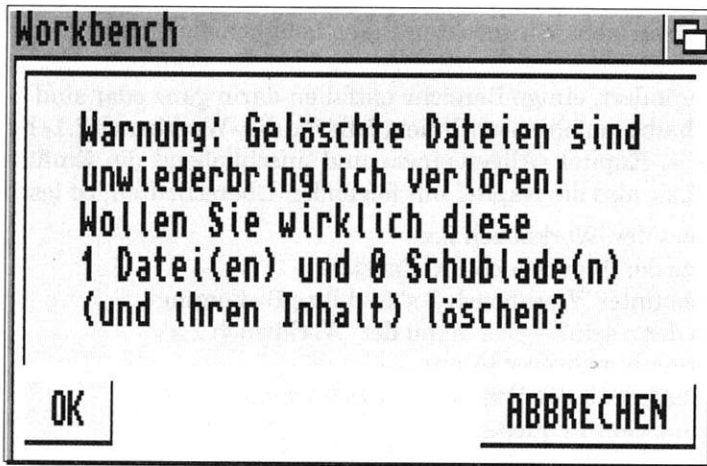 Workbench
Warnung! Gelöschte Dateien sind
unwiederbringlich verloren!
Wollen Sie wirklich diese
1 Datei(en) und 0 Schublade(n)
(und ihren Inhalt) löschen?
OK
ABBRECHEN